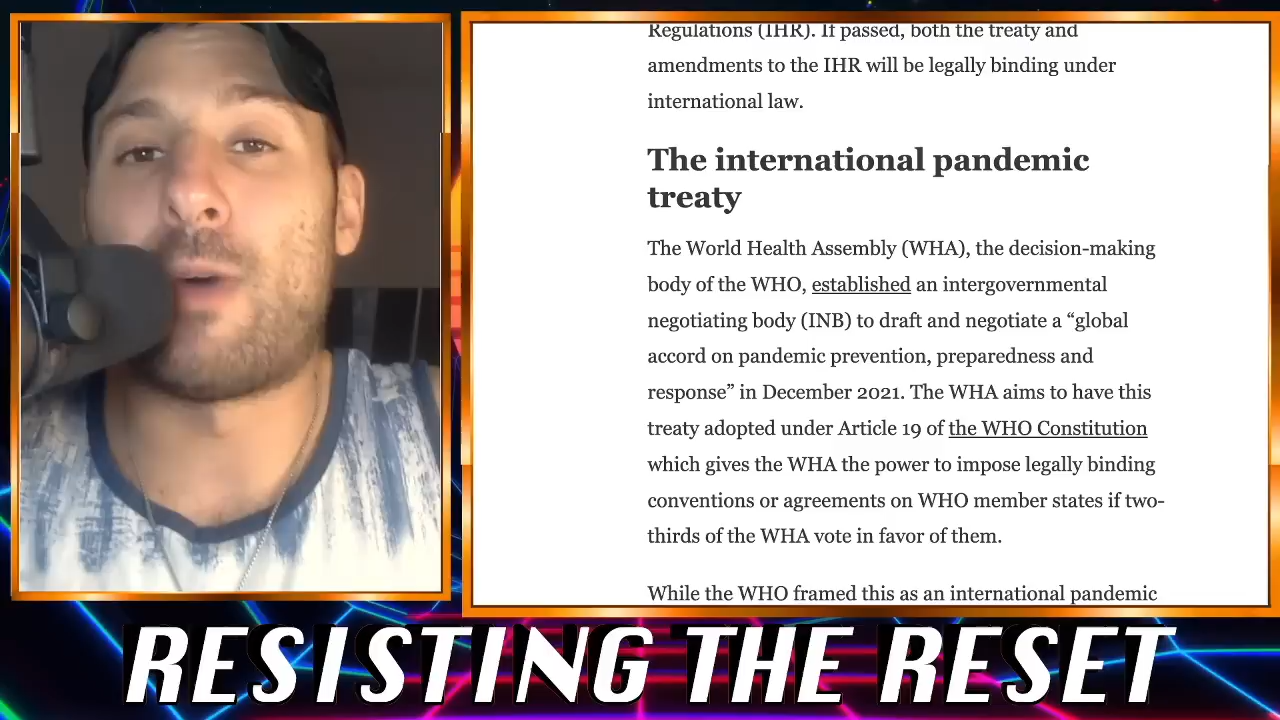 Regulations (IHR). If passed, both the treaty and
amendments to the IHR will be legally binding under
international law.
The international pandemic
treaty
The World Health Assembly (WHA), the decision-making
body of the WHO, established an intergovernmental
negotiating body (INB) to draft and negotiate a “global
accord on pandemic prevention, preparedness and
response” in December 2021. The WHA aims to have this
treaty adopted under Article 19 of the WHO Constitution
which gives the WHA the power to impose legally binding
conventions or agreements on WHO member states if two-
thirds of the WHA vote in favor of them.
While the WHO framed this as an international pandemic
RESISTING THE RESET